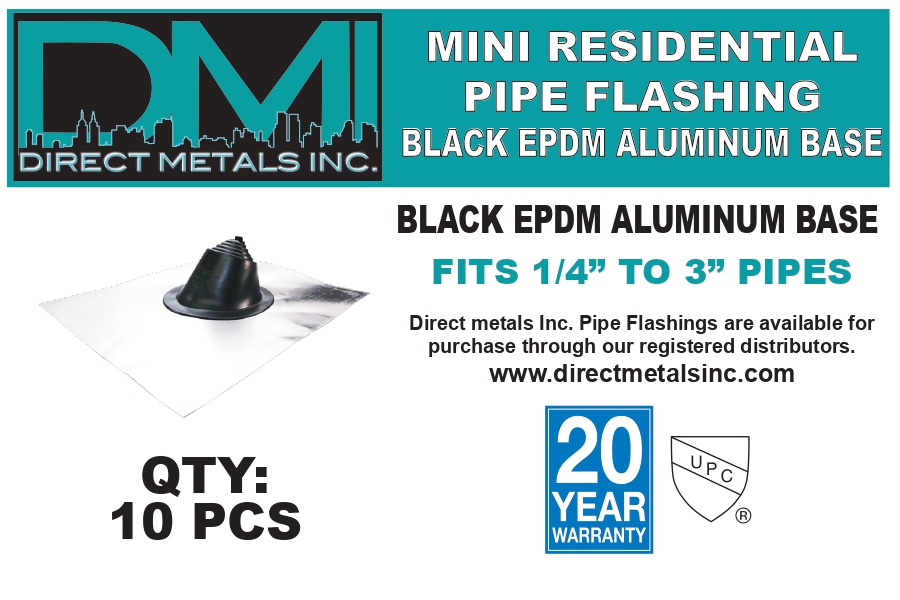 DMI
DIRECT METALS INC.
MINI RESIDENTIAL
PIPE FLASHING
BLACK EPDM ALUMINUM BASE
BLACK EPDM ALUMINUM BASE
FITS 1/4” TO 3” PIPES
Direct metals Inc. Pipe Flashings are available for
purchase through our registered distributors.
www.directmetalsinc.com
QTY:
10 PCS
20
YEAR
WARRANTY
UPC
®